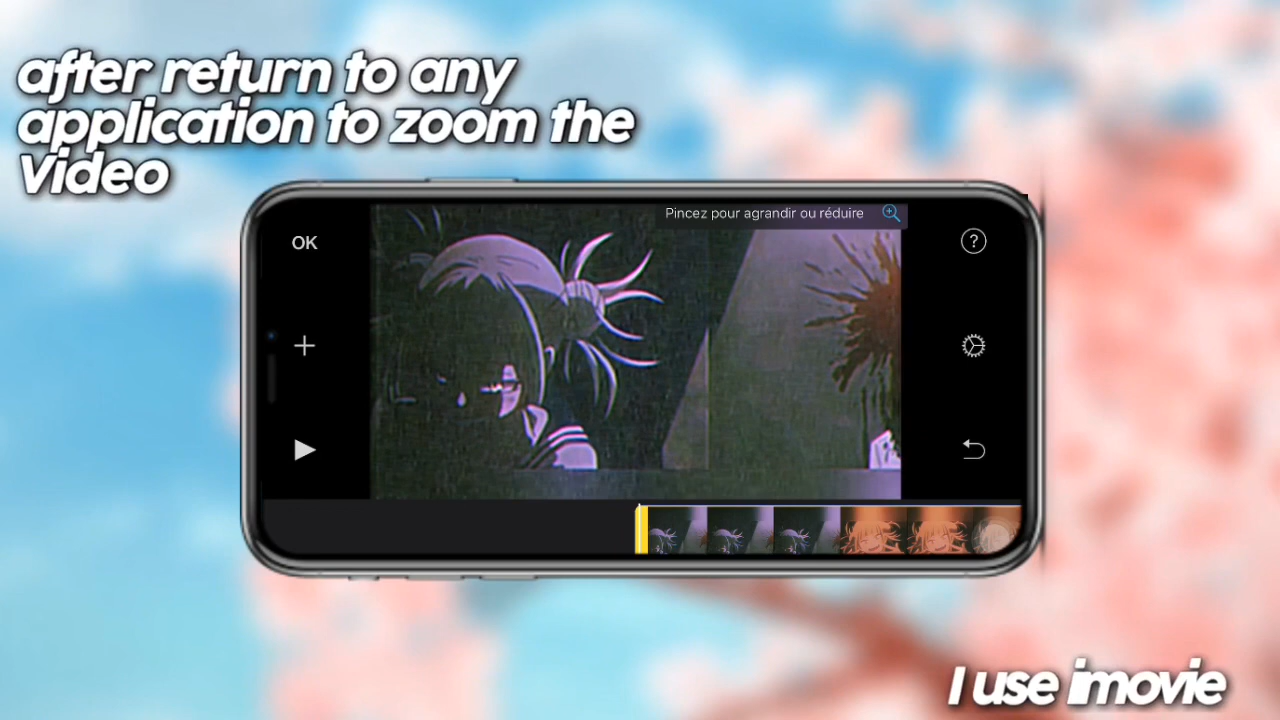 after return to any
application to zoom the
Video
Pincez pour agrandir ou réduire
OK
?
I use imovie